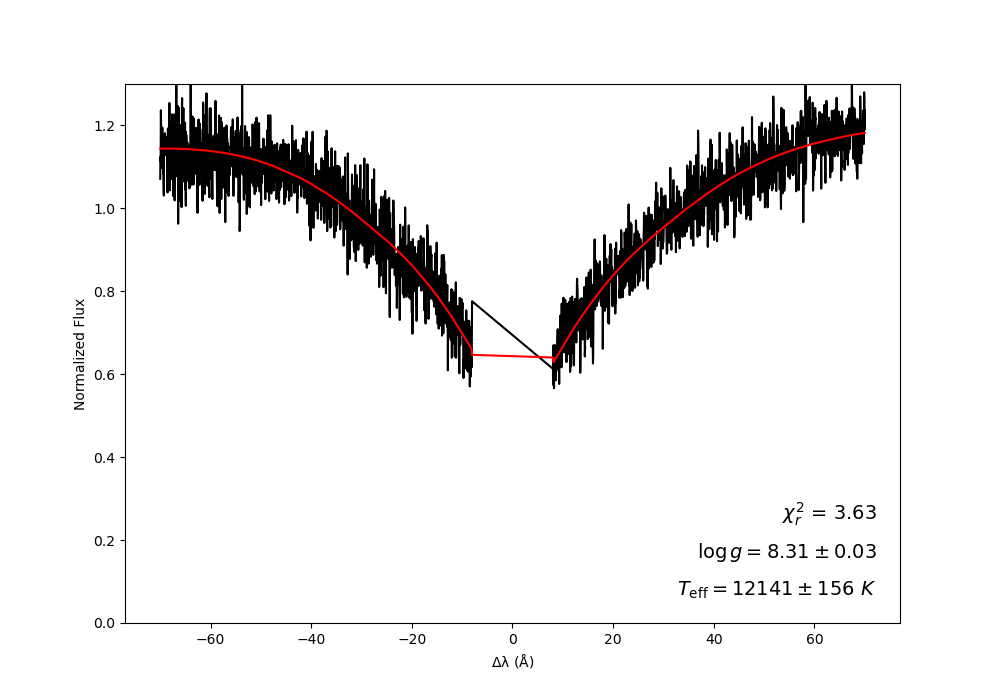 Normalized Flux
1.2
1.0
0.8
0.6
0.4
0.2
0.0
χ²ᵣ = 3.63
log g = 8.31 ± 0.03
T_eff = 12141 ± 156 K
−60 −40 −20 0 20 40 60
Δλ (Å)